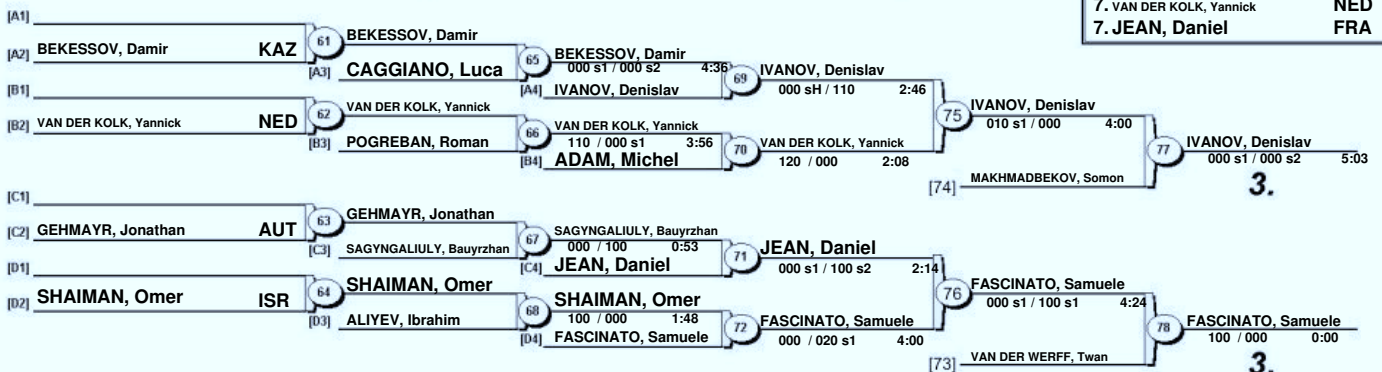 7. VAN DER KOLK, Yannick NED
7. JEAN, Daniel FRA
[A1]
[A2] BEKESSOV, Damir KAZ
61 BEKESSOV, Damir
[A3] CAGGIANO, Luca
65 BEKESSOV, Damir
000 s1 / 000 s2 4:36
[A4] IVANOV, Denislav
69 IVANOV, Denislav
000 sH / 110 2:46
[B1]
[B2] VAN DER KOLK, Yannick NED
62 VAN DER KOLK, Yannick
[B3] POGREBAN, Roman
66 VAN DER KOLK, Yannick
110 / 000 s1 3:56
[B4] ADAM, Michel
70 VAN DER KOLK, Yannick
120 / 000 2:08
75 IVANOV, Denislav
010 s1 / 000 4:00
[74] MAKHMADBEKOV, Somon
77 IVANOV, Denislav
000 s1 / 000 s2 5:03
3.
[C1]
[C2] GEHMAYR, Jonathan AUT
63 GEHMAYR, Jonathan
[C3] SAGYNGALIULY, Bauyrzhan
67 SAGYNGALIULY, Bauyrzhan
000 / 100 0:53
[C4] JEAN, Daniel
71 JEAN, Daniel
000 s1 / 100 s2 2:14
[D1]
[D2] SHAIMAN, Omer ISR
64 SHAIMAN, Omer
[D3] ALIYEV, Ibrahim
68 SHAIMAN, Omer
100 / 000 1:48
[D4] FASCINATO, Samuele
72 FASCINATO, Samuele
000 / 020 s1 4:00
76 FASCINATO, Samuele
000 s1 / 100 s1 4:24
[73] VAN DER WERFF, Twan
78 FASCINATO, Samuele
100 / 000 0:00
3.